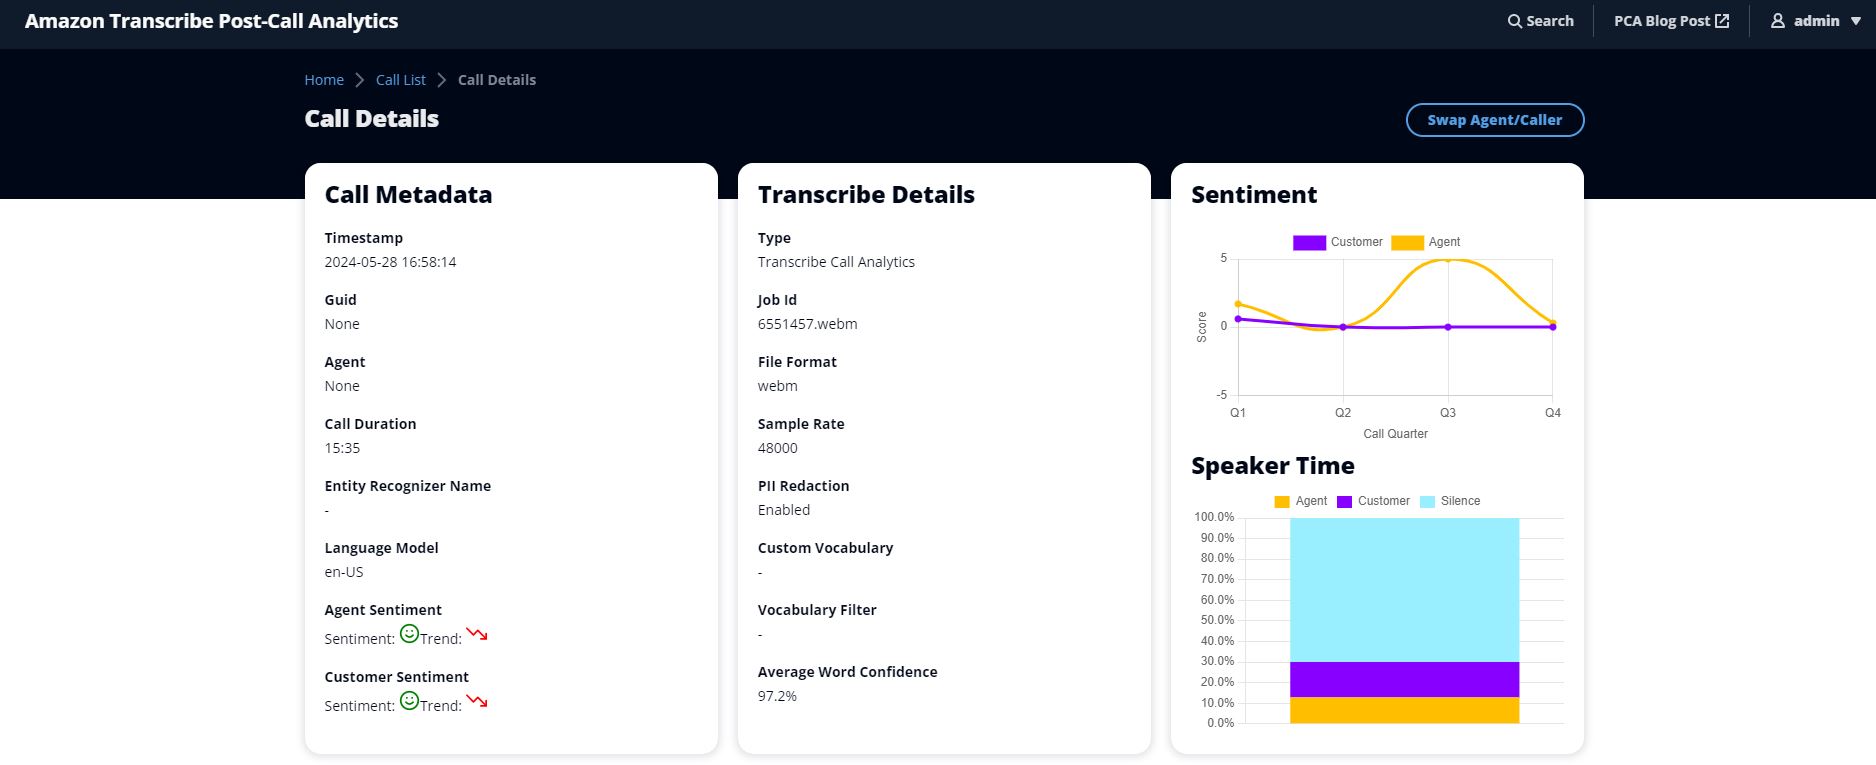 Amazon Transcribe Post-Call Analytics
Search
PCA Blog Post
admin
Home
Call List
Call Details
Call Details
Swap Agent/Caller
Call Metadata
Timestamp
2024-05-28 16:58:14
Guid
None
Agent
None
Call Duration
15:35
Entity Recognizer Name
-
Language Model
en-US
Agent Sentiment
Sentiment: Trend:
Customer Sentiment
Sentiment: Trend:
Transcribe Details
Type
Transcribe Call Analytics
Job Id
6551457.webm
File Format
webm
Sample Rate
48000
PII Redaction
Enabled
Custom Vocabulary
-
Vocabulary Filter
-
Average Word Confidence
97.2%
Sentiment
Customer Agent
5
0
-5
Score
Q1 Q2 Q3 Q4
Call Quarter
Speaker Time
Agent Customer Silence
100.0%
90.0%
80.0%
70.0%
60.0%
50.0%
40.0%
30.0%
20.0%
10.0%
0.0%